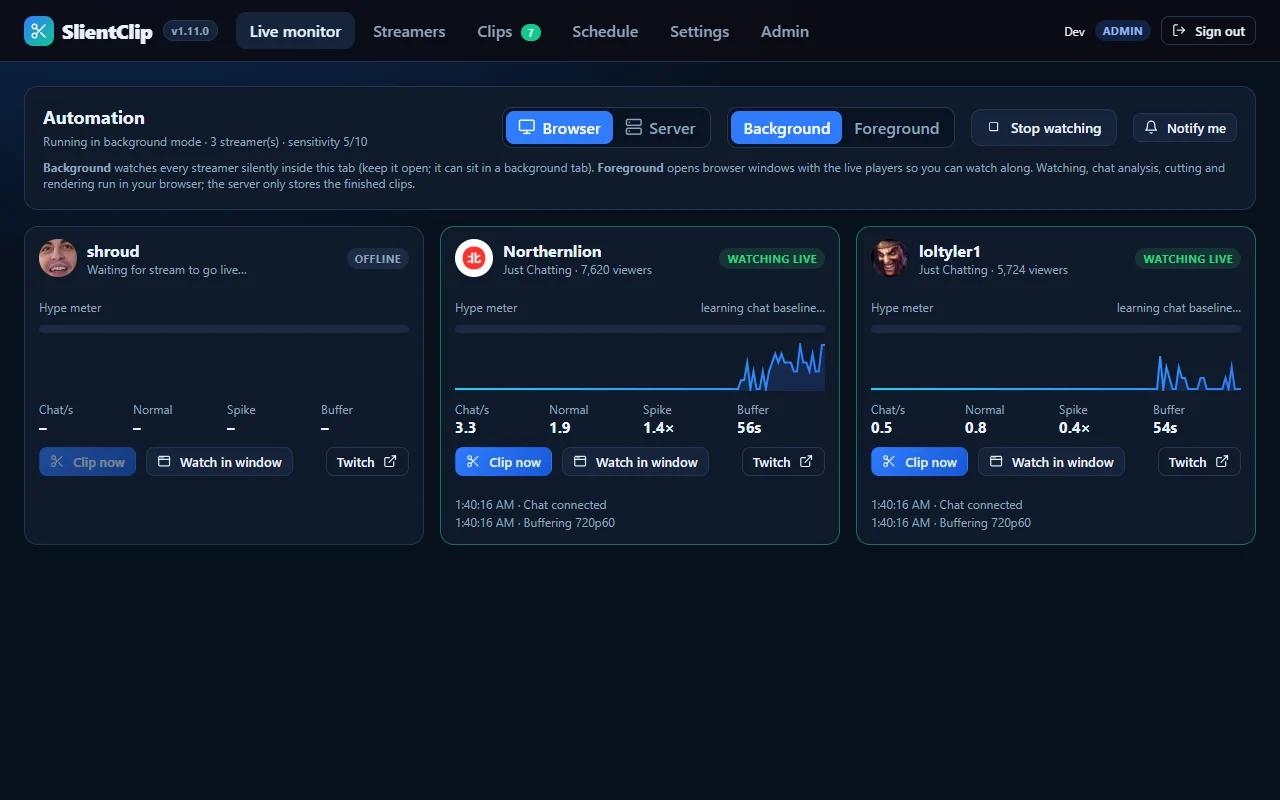 SlientClip v1.11.0 Live monitor Streamers Clips 7 Schedule Settings Admin Dev ADMIN Sign out
Automation
Running in background mode · 3 streamer(s) · sensitivity 5/10
Browser Server Background Foreground Stop watching Notify me
Background watches every streamer silently inside this tab (keep it open; it can sit in a background tab). Foreground opens browser windows with the live players so you can watch along. Watching, chat analysis, cutting and
rendering run in your browser; the server only stores the finished clips.
shroud
Waiting for stream to go live...
OFFLINE
Hype meter
Chat/s Normal Spike Buffer
– – – –
Clip now Watch in window Twitch
Northernlion
Just Chatting · 7,620 viewers
WATCHING LIVE
Hype meter learning chat baseline...
Chat/s Normal Spike Buffer
3.3 1.9 1.4× 56s
Clip now Watch in window Twitch
1:40:16 AM · Chat connected
1:40:16 AM · Buffering 720p60
loltyler1
Just Chatting · 5,724 viewers
WATCHING LIVE
Hype meter learning chat baseline...
Chat/s Normal Spike Buffer
0.5 0.8 0.4× 54s
Clip now Watch in window Twitch
1:40:16 AM · Chat connected
1:40:16 AM · Buffering 720p60